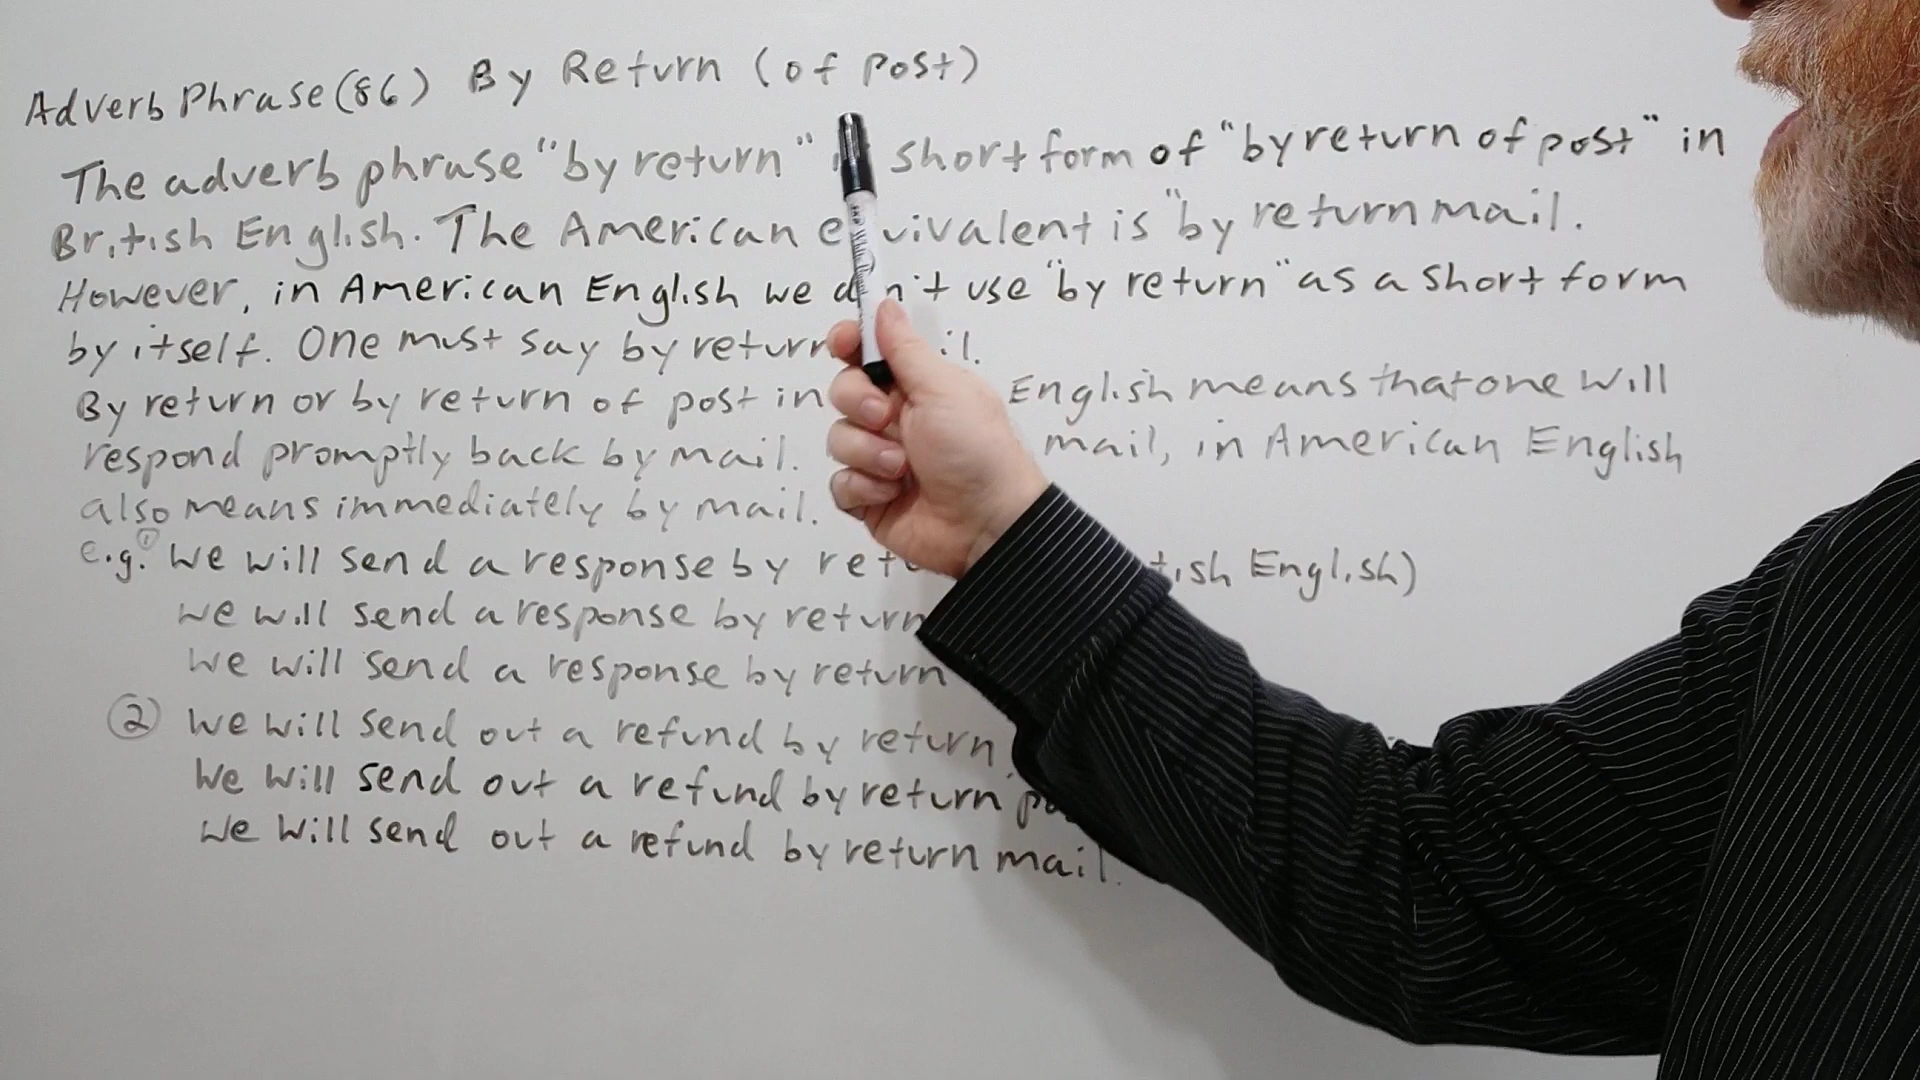 Adverb Phrase (86) By Return (of post)
The adverb phrase "by return" short form of "by return of post" in
British English. The American equivalent is "by return mail.
However, in American English we don't use "by return" as a short form
by itself. One must say by return
By return or by return of post in English means that one will
respond promptly back by mail. mail, in American English
also means immediately by mail.
e.g. ① We will send a response by English)
We will send a response by return
We will send a response by return
② We will send out a refund by return
We will send out a refund by return
We will send out a refund by return mail.